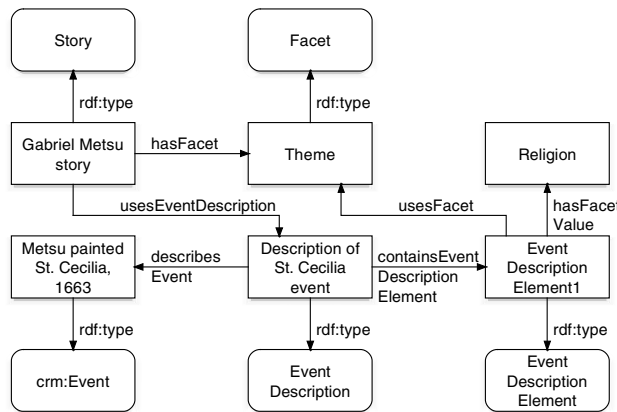 Story
Facet
rdf:type
rdf:type
Gabriel Metsu
story
hasFacet
Theme
Religion
usesEventDescription
usesFacet
hasFacet
Value
Metsu painted
St. Cecilia,
1663
describes
Event
Description of
St. Cecilia
event
containsEvent
Description
Element
Event
Description
Element1
rdf:type
rdf:type
rdf:type
crm:Event
Event
Description
Event
Description
Element